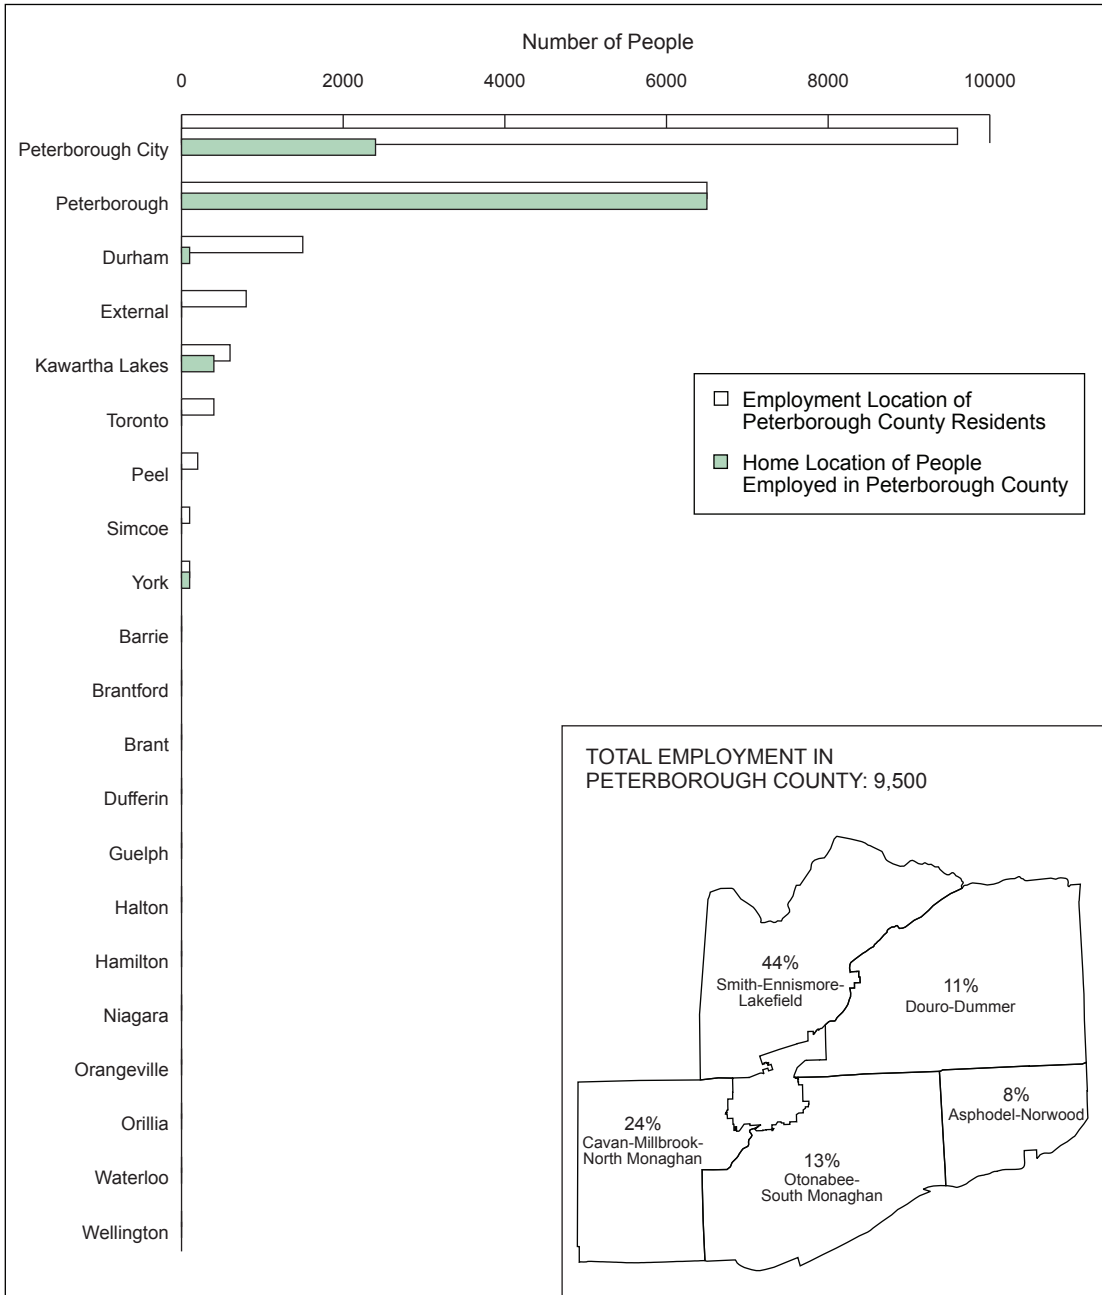 Number of People
0 2000 4000 6000 8000 10000
Peterborough City
Peterborough
Durham
External
Kawartha Lakes
Toronto
Peel
Simcoe
York
Barrie
Brantford
Brant
Dufferin
Guelph
Halton
Hamilton
Niagara
Orangeville
Orillia
Waterloo
Wellington
Employment Location of
Peterborough County Residents
Home Location of People
Employed in Peterborough County
TOTAL EMPLOYMENT IN
PETERBOROUGH COUNTY: 9,500
44%
Smith-Ennismore-
Lakefield
11%
Douro-Dummer
8%
Asphodel-Norwood
24%
Cavan-Millbrook-
North Monaghan
13%
Otonabee-
South Monaghan